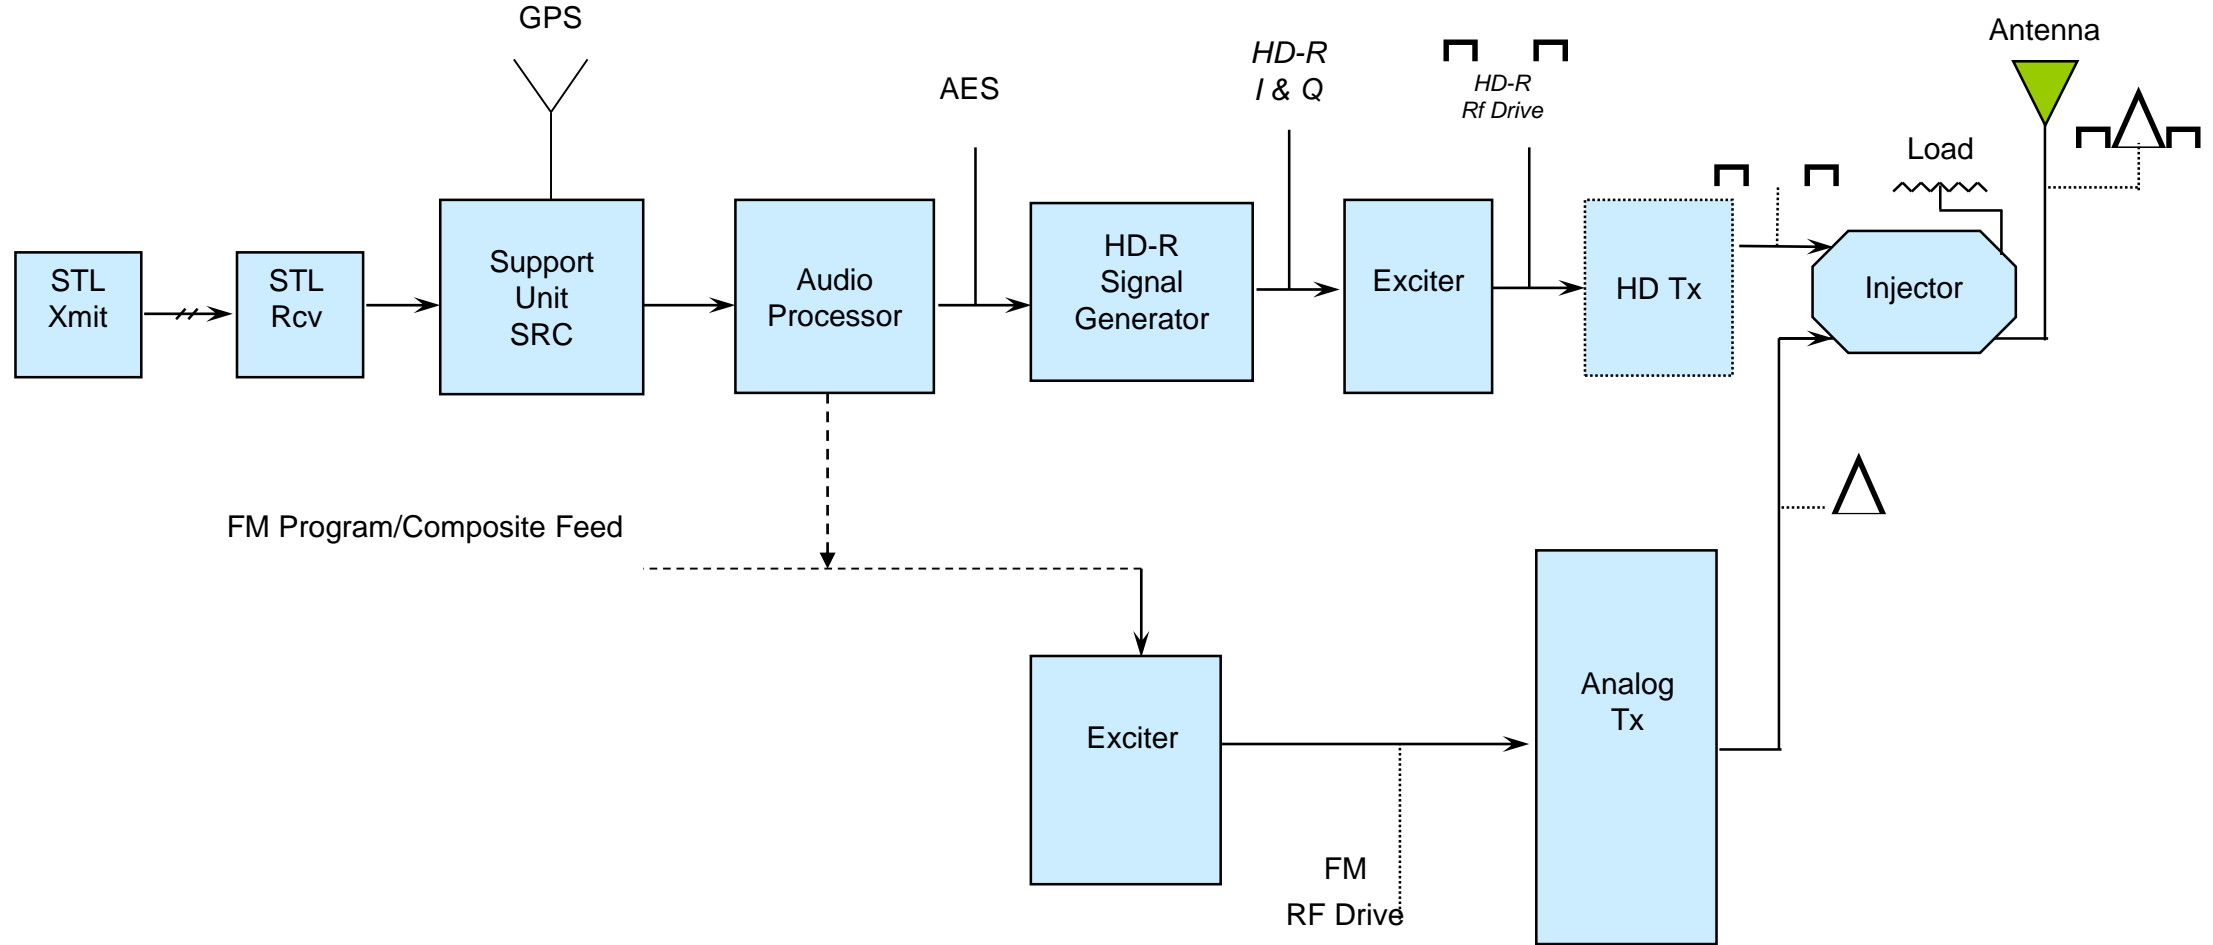 GPS
Antenna
HD-R
I & Q
HD-R
Rf Drive
AES
Load
STL
Xmit
STL
Rcv
Support
Unit
SRC
Audio
Processor
HD-R
Signal
Generator
Exciter
HD Tx
Injector
FM Program/Composite Feed
Exciter
Analog
Tx
FM
RF Drive